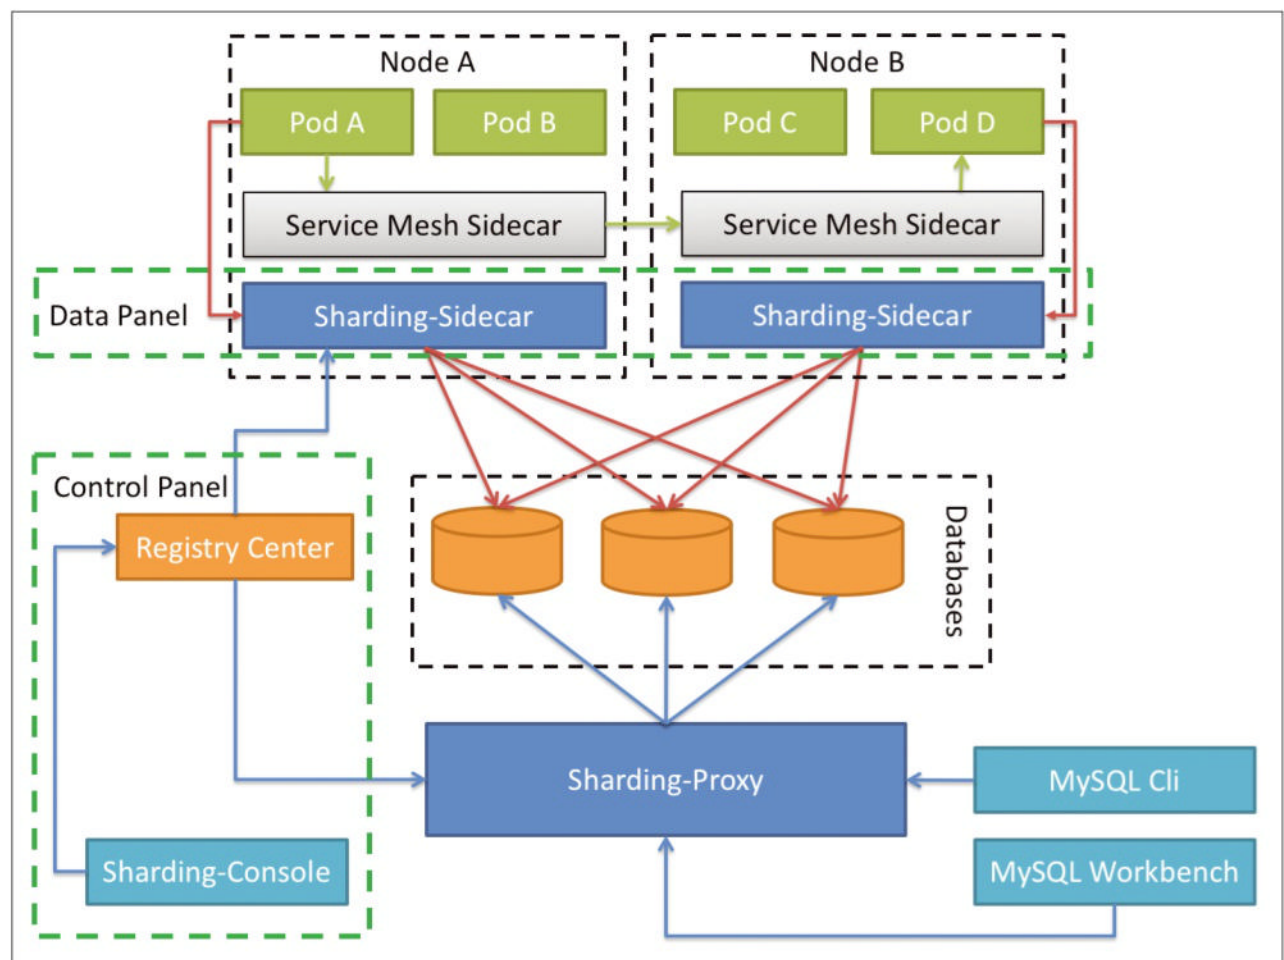 Node A
Node B
Pod A
Pod B
Pod C
Pod D
Service Mesh Sidecar
Service Mesh Sidecar
Data Panel
Sharding-Sidecar
Sharding-Sidecar
Control Panel
Registry Center
Databases
Sharding-Proxy
MySQL Cli
Sharding-Console
MySQL Workbench